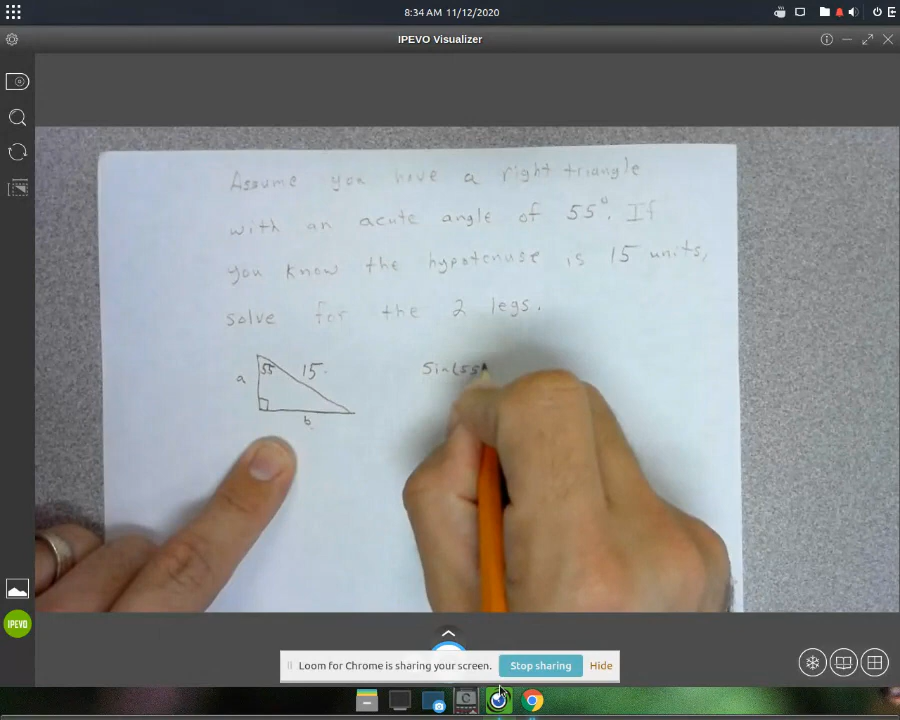 8:34 AM 11/12/2020
IPEVO Visualizer
Assume you have a right triangle
with an acute angle of 55°. If
you know the hypotenuse is 15 units,
solve for the 2 legs.
a
55
15
b
Sin(55
IPEVO
Loom for Chrome is sharing your screen.
Stop sharing
Hide
C